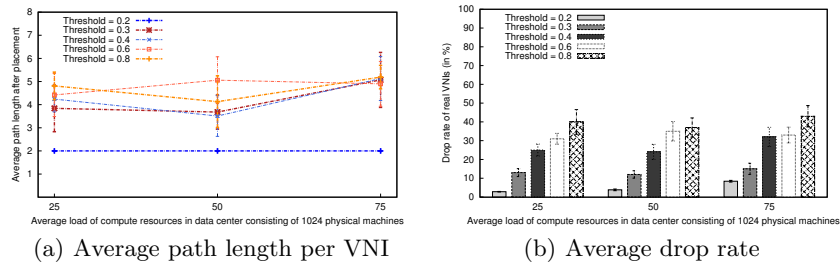 Average path length after placement
8
7
6
5
4
3
2
1
Threshold = 0.2
Threshold = 0.3
Threshold = 0.4
Threshold = 0.6
Threshold = 0.8
25
50
75
Average load of compute resources in data center consisting of 1024 physical machines
(a) Average path length per VNI
Drop rate of real VNIs (in %)
100
90
80
70
60
50
40
30
20
10
0
Threshold = 0.2
Threshold = 0.3
Threshold = 0.4
Threshold = 0.6
Threshold = 0.8
25
50
75
Average load of compute resources in data center consisting of 1024 physical machines
(b) Average drop rate